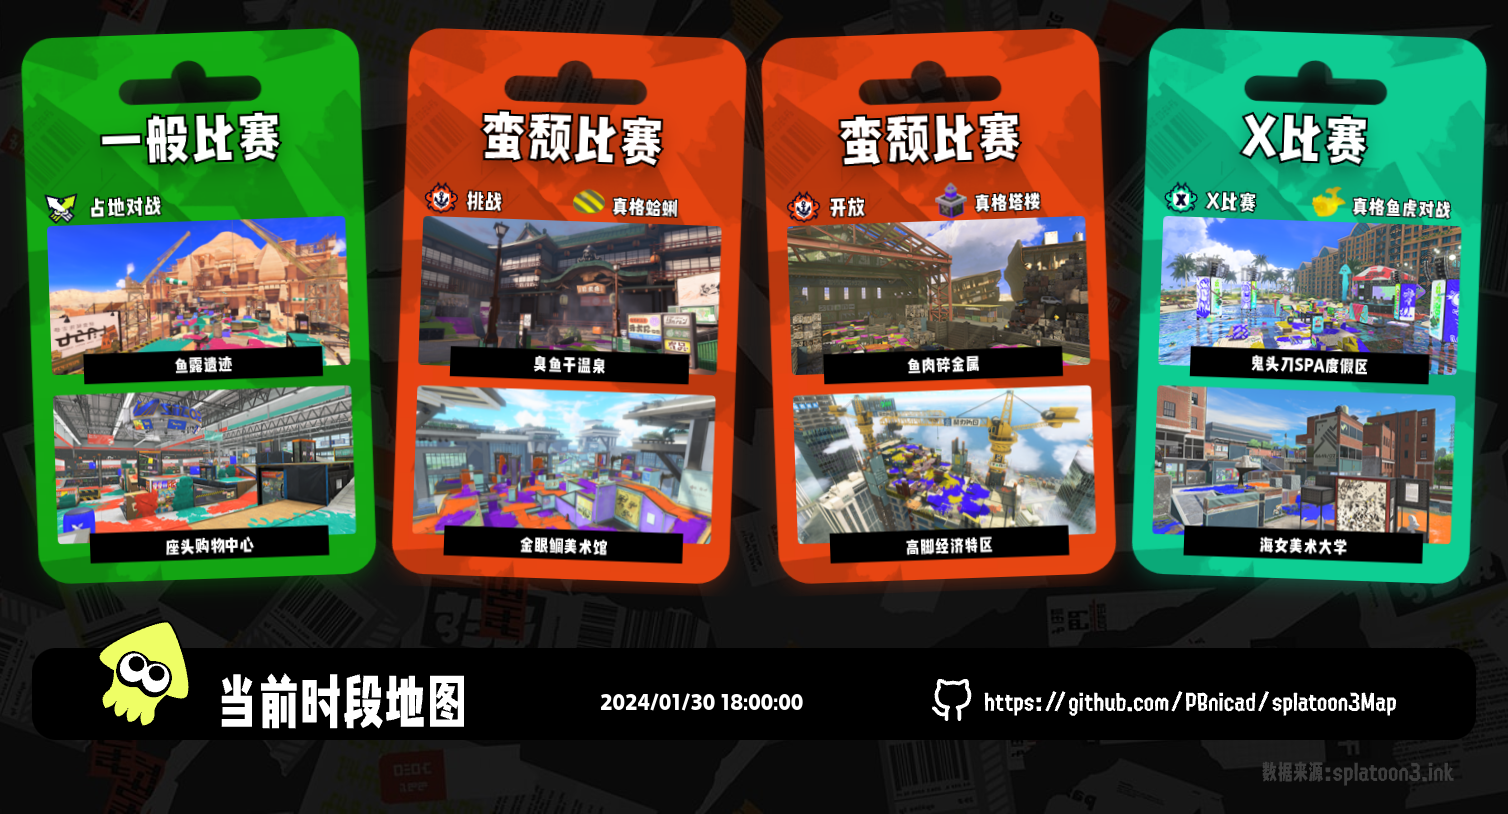 一般比赛
占地对战
鱼露遗迹
座头购物中心
蛮颓比赛
挑战
真格蛤蜊
臭鱼干温泉
金眼鲷美术馆
蛮颓比赛
开放
真格塔楼
鱼肉碎金属
高脚经济特区
X比赛
X比赛
真格鱼虎对战
鬼头刀SPA度假区
海女美术大学
当前时段地图
2024/01/30 18:00:00
https://github.com/PBnicad/splatoon3Map
数据来源:splatoon3.ink